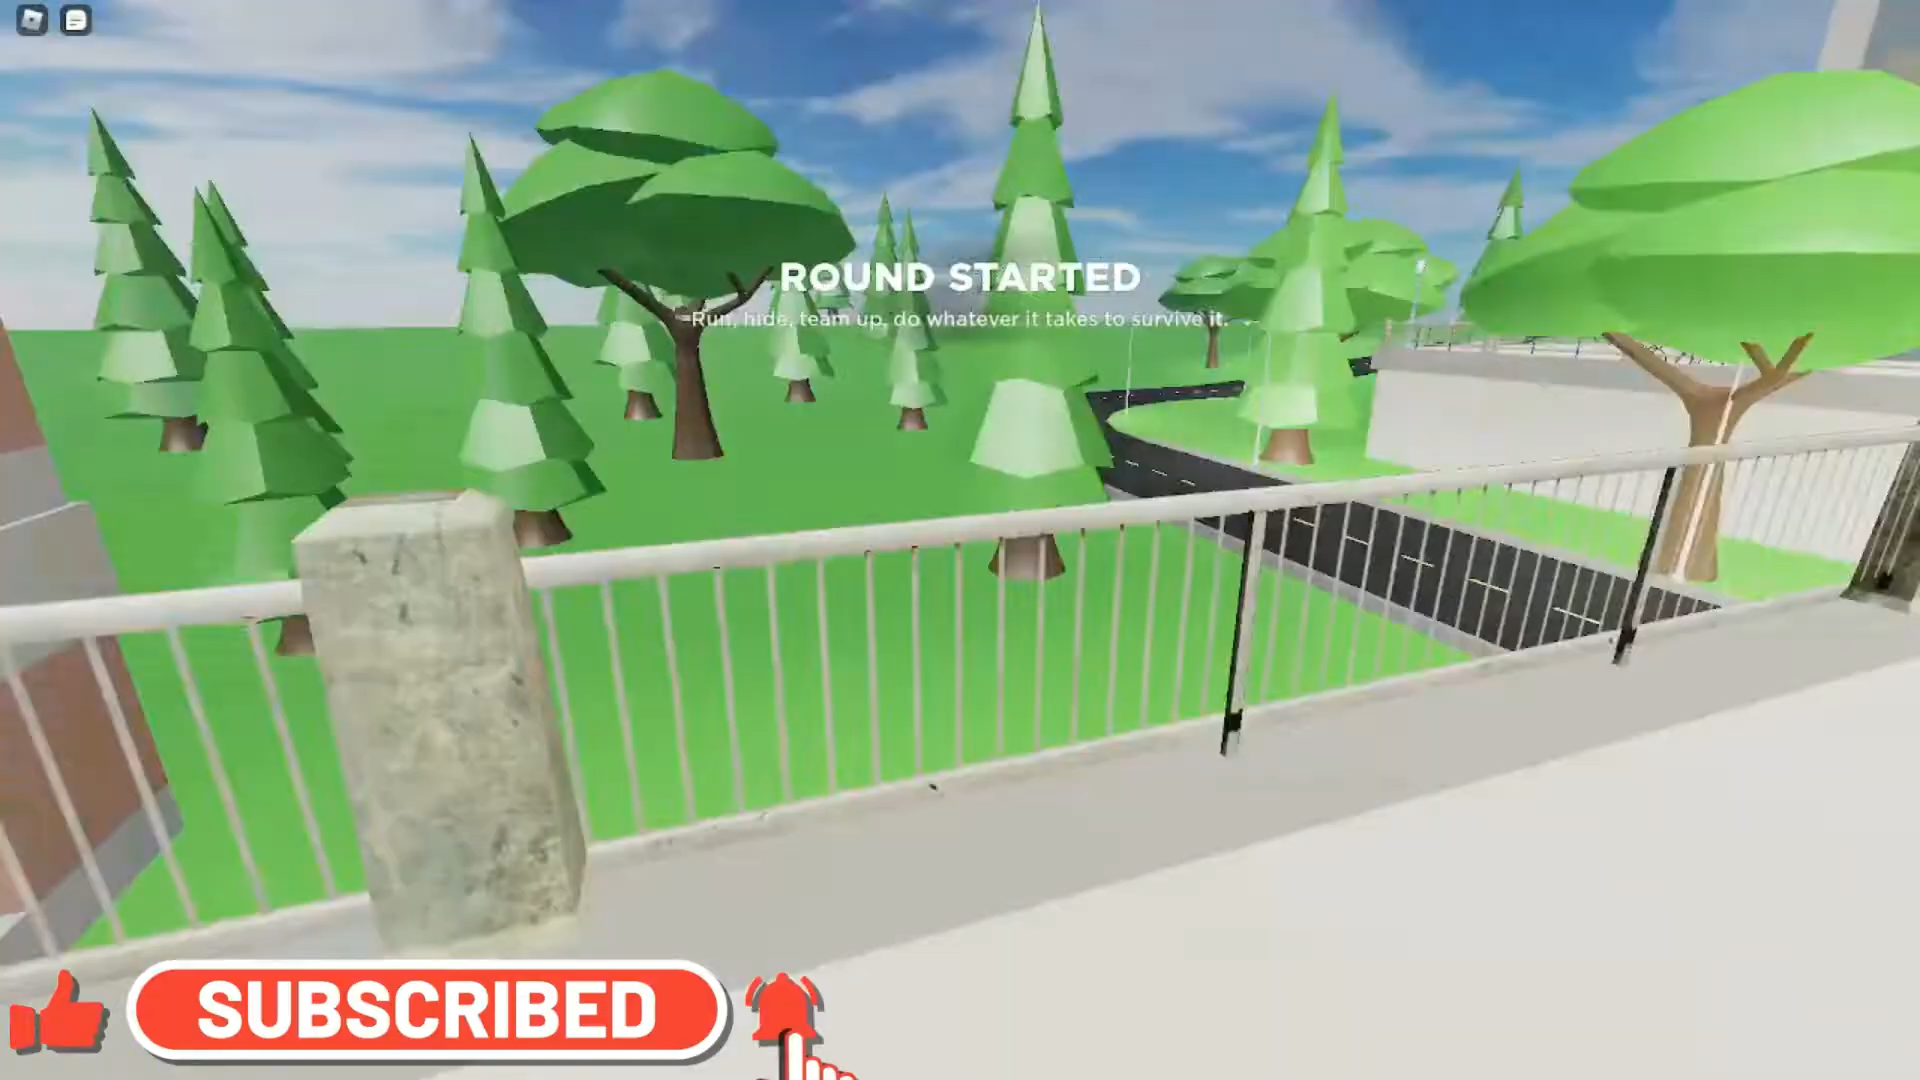 ROUND STARTED
Run, hide, team up, do whatever it takes to survive it.
SUBSCRIBED